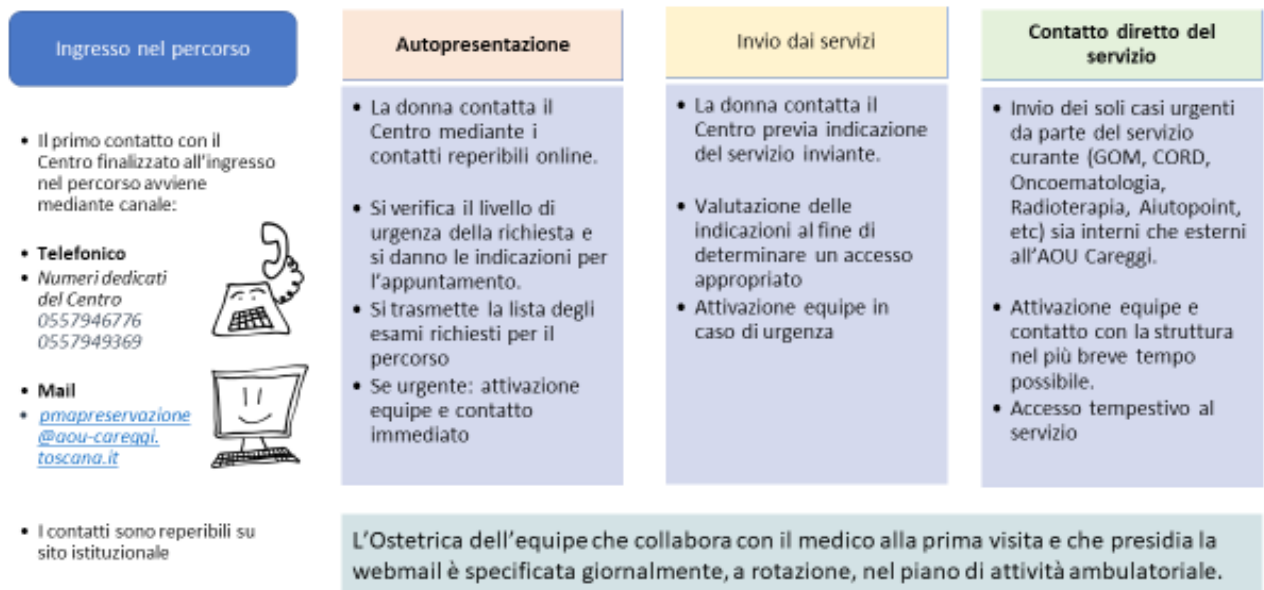 Ingresso nel percorso
• Il primo contatto con il
Centro finalizzato all'ingresso
nel percorso avviene
mediante canale:
• Telefonico
• Numeri dedicati
del Centro
0557946776
0557949369
• Mail
• pmapreservazione
@aou-careggi.
toscana.it
• I contatti sono reperibili su
sito istituzionale
Autopresentazione
• La donna contatta il
Centro mediante i
contatti reperibili online.
• Si verifica il livello di
urgenza della richiesta e
si danno le indicazioni per
l'appuntamento.
• Si trasmette la lista degli
esami richiesti per il
percorso
• Se urgente: attivazione
equipe e contatto
immediato
Invio dai servizi
• La donna contatta il
Centro previa indicazione
del servizio inviante.
• Valutazione delle
indicazioni al fine di
determinare un accesso
appropriato
• Attivazione equipe in
caso di urgenza
Contatto diretto del
servizio
• Invio dei soli casi urgenti
da parte del servizio
curante (GOM, CORD,
Oncoematologia,
Radioterapia, Aiutopoint,
etc) sia interni che esterni
all'AOU Careggi.
• Attivazione equipe e
contatto con la struttura
nel più breve tempo
possibile.
• Accesso tempestivo al
servizio
L'Ostetrica dell'equipe che collabora con il medico alla prima visita e che presidia la
webmail è specificata giornalmente, a rotazione, nel piano di attività ambulatoriale.